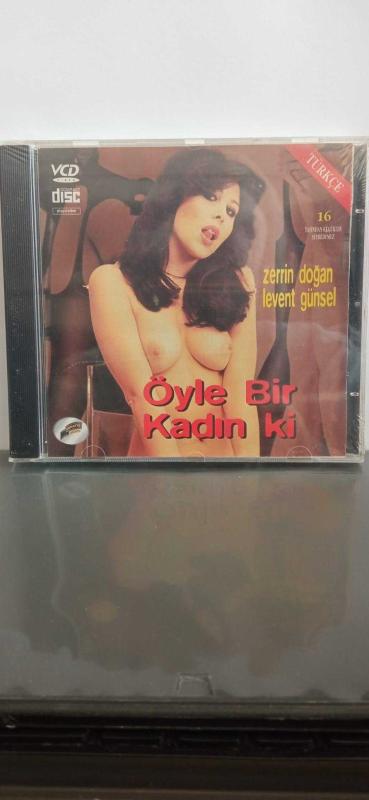 VCD
disc
TÜRKÇE
16
zerrin doğan
levent günsel
Öyle Bir
Kadın ki